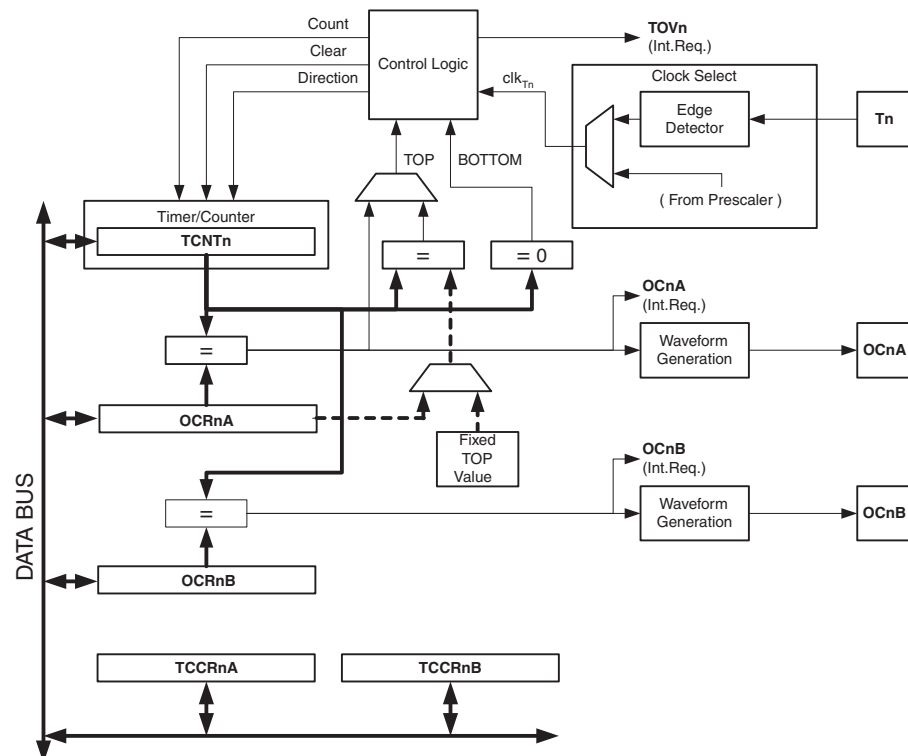 Count
Clear
Direction
Control Logic
TOVn
(Int.Req.)
clkTn
Clock Select
Edge
Detector
( From Prescaler )
Tn
TOP
BOTTOM
Timer/Counter
TCNTn
=
= 0
OCnA
(Int.Req.)
=
Waveform
Generation
OCnA
OCRnA
Fixed
TOP
Value
OCnB
(Int.Req.)
=
Waveform
Generation
OCnB
OCRnB
DATA BUS
TCCRnA
TCCRnB